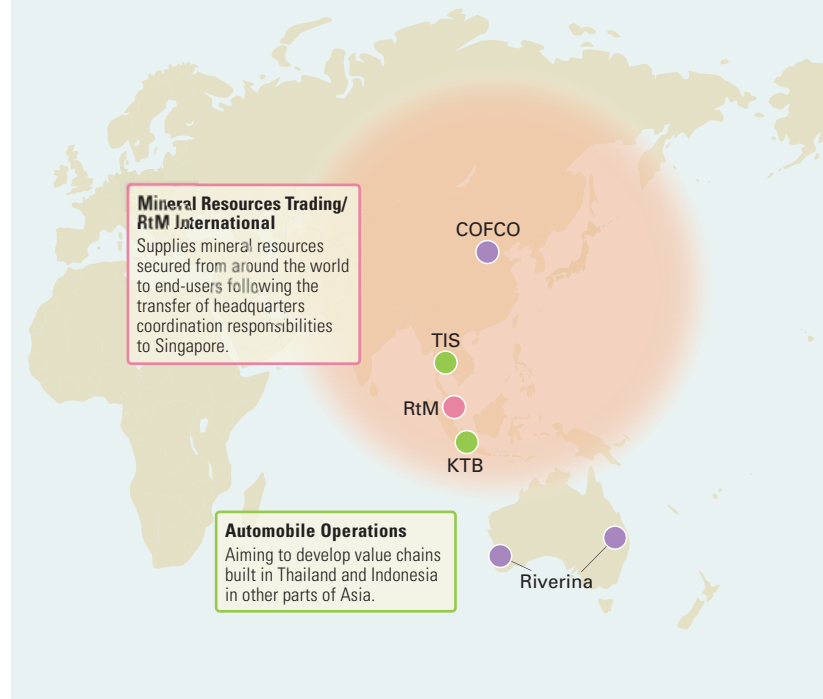 Mineral Resources Trading/
RtM International
Supplies mineral resources
secured from around the world
to end-users following the
transfer of headquarters
coordination responsibilities
to Singapore.
COFCO
TIS
RtM
KTB
Automobile Operations
Aiming to develop value chains
built in Thailand and Indonesia
in other parts of Asia.
Riverina